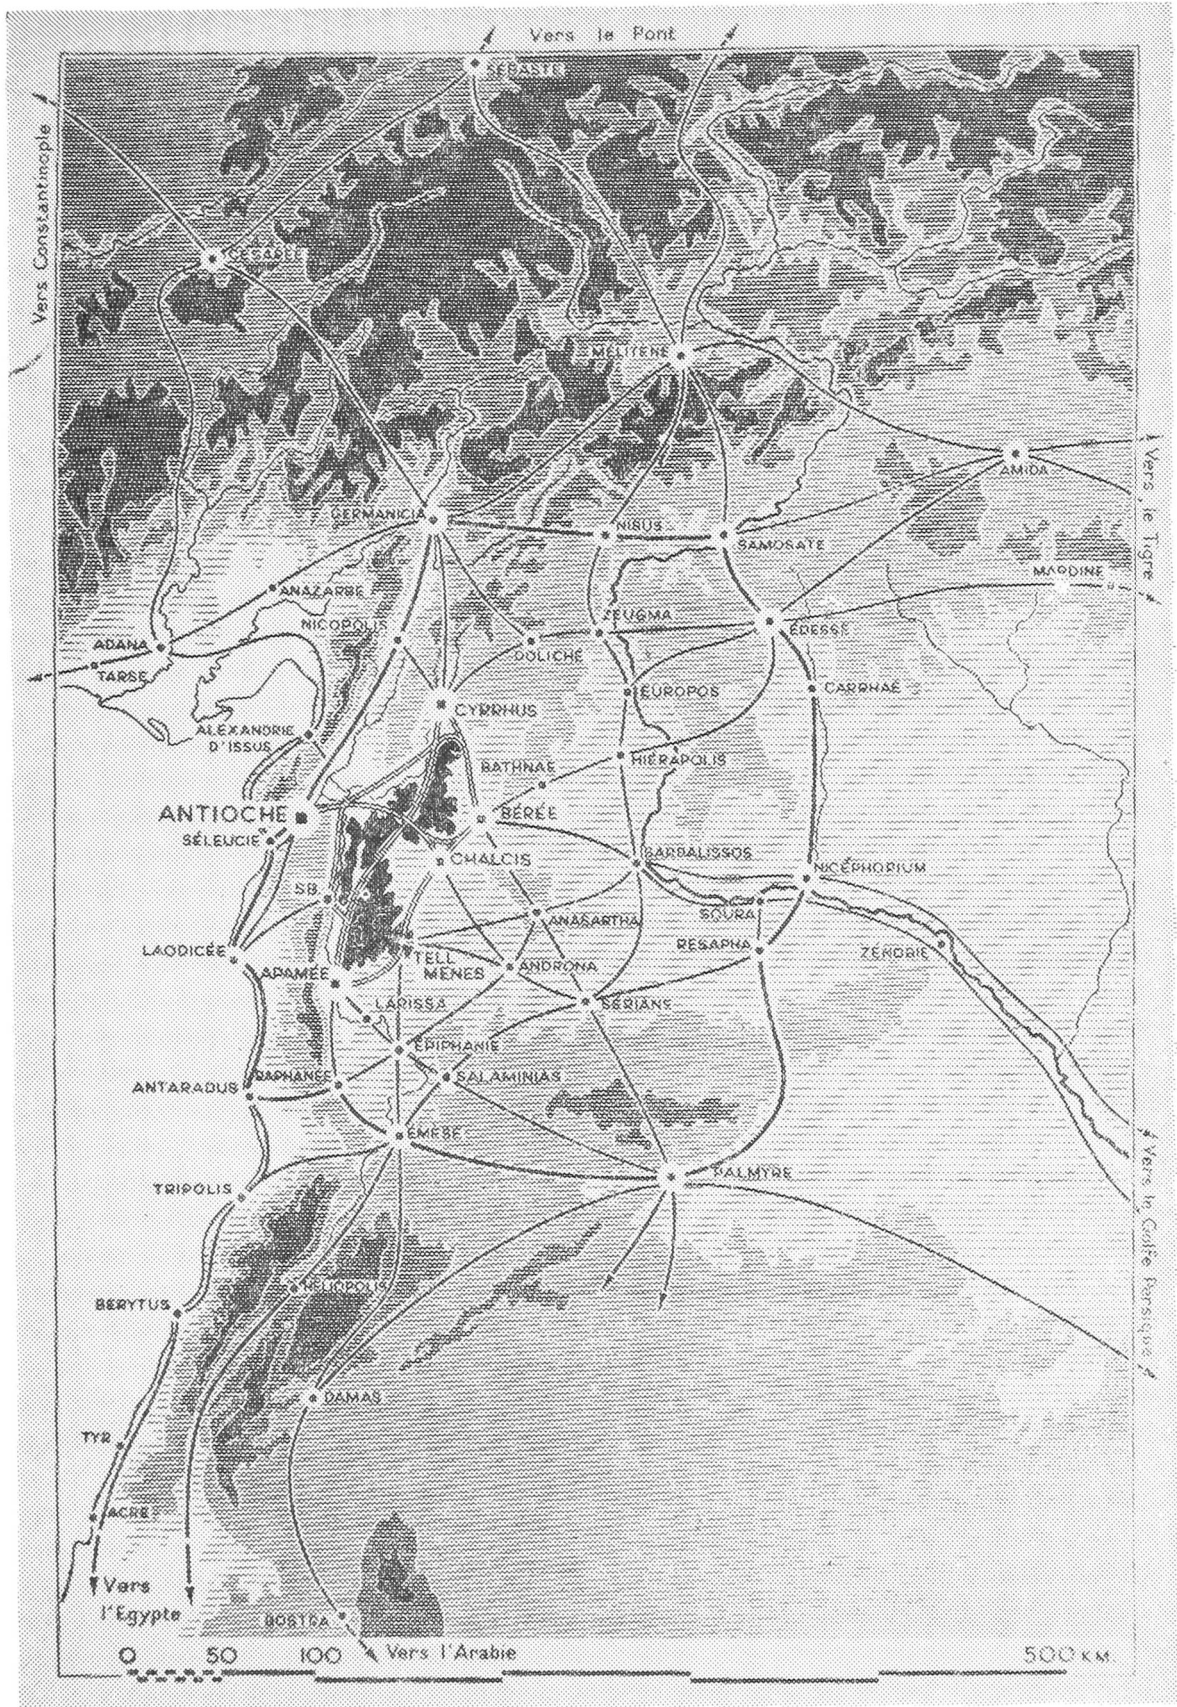 Vers le Pont
SÉBASTE
Vers Constantinople
CÉSARÉE
MÉLITÈNE
AMIDA
Vers le Tigre
GERMANICIA
NISUS
SAMOSATE
MARDINE
ANAZARBE
NICOPOLIS
ZEUGMA
ÉDESSE
ADANA
TARSE
DOLICHÉ
EUROPOS
CARRHAE
CYRRHUS
ALEXANDRIE
D'ISSUS
HIÉRAPOLIS
BATHNAE
ANTIOCHE
BÉRÉE
SÉLEUCIE
CHALCIS
BARBALISSOS
NICÉPHORIUM
SB.
SOURA
ANASARTHA
LAODICÉE
RESAPHA
ZÉNOBIE
TELL
MENES
ANDRONA
APAMÉE
LARISSA
SERIANE
ÉPIPHANIE
ANTARADUS
RAPHANÉE
SALAMINIAS
ÉMÈSE
PALMYRE
TRIPOLIS
Vers le Golfe Persique
HELIOPOLIS
BERYTUS
DAMAS
TYR
ACRE
Vers
l'Egypte
BOSTRA
Vers l'Arabie
0 50 100 500 KM.